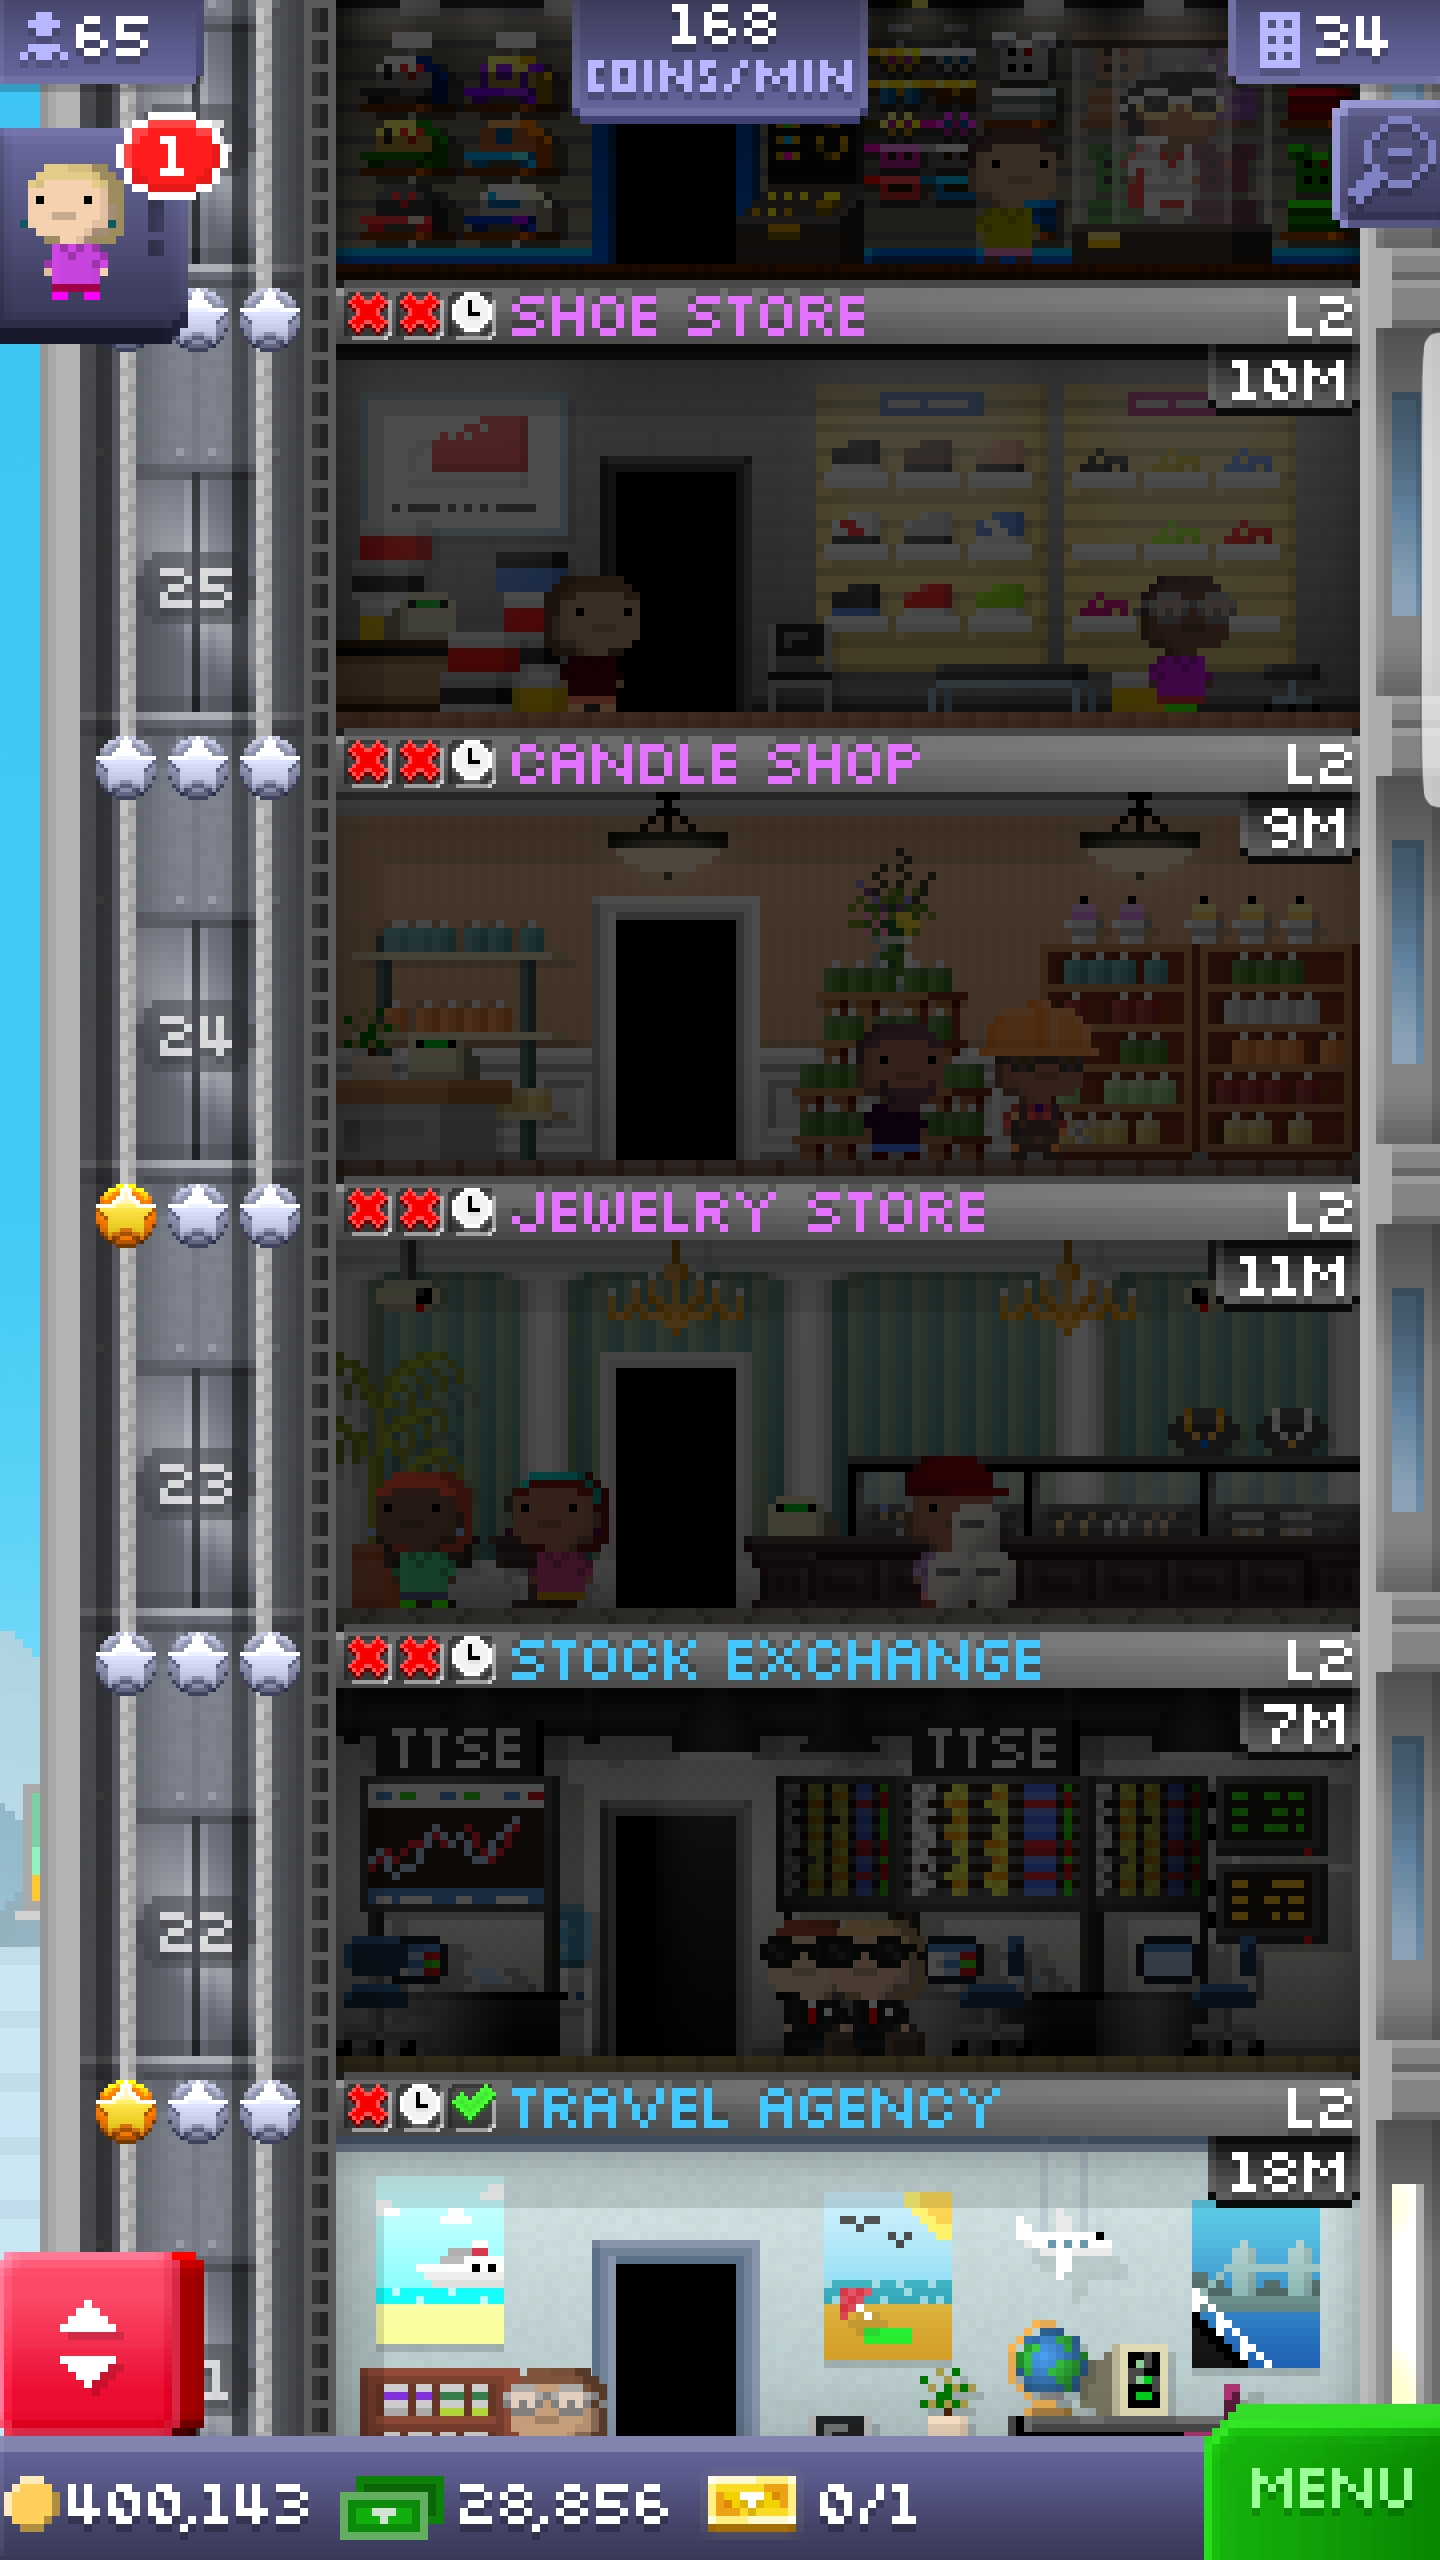 65
168
COINS/MIN
34
1
SHOE STORE L2
10M
25
CANDLE SHOP L2
9M
24
JEWELRY STORE L2
11M
23
STOCK EXCHANGE L2
7M
TTSE TTSE
22
TRAVEL AGENCY L2
18M
1
400,143 28,856 0/1
MENU